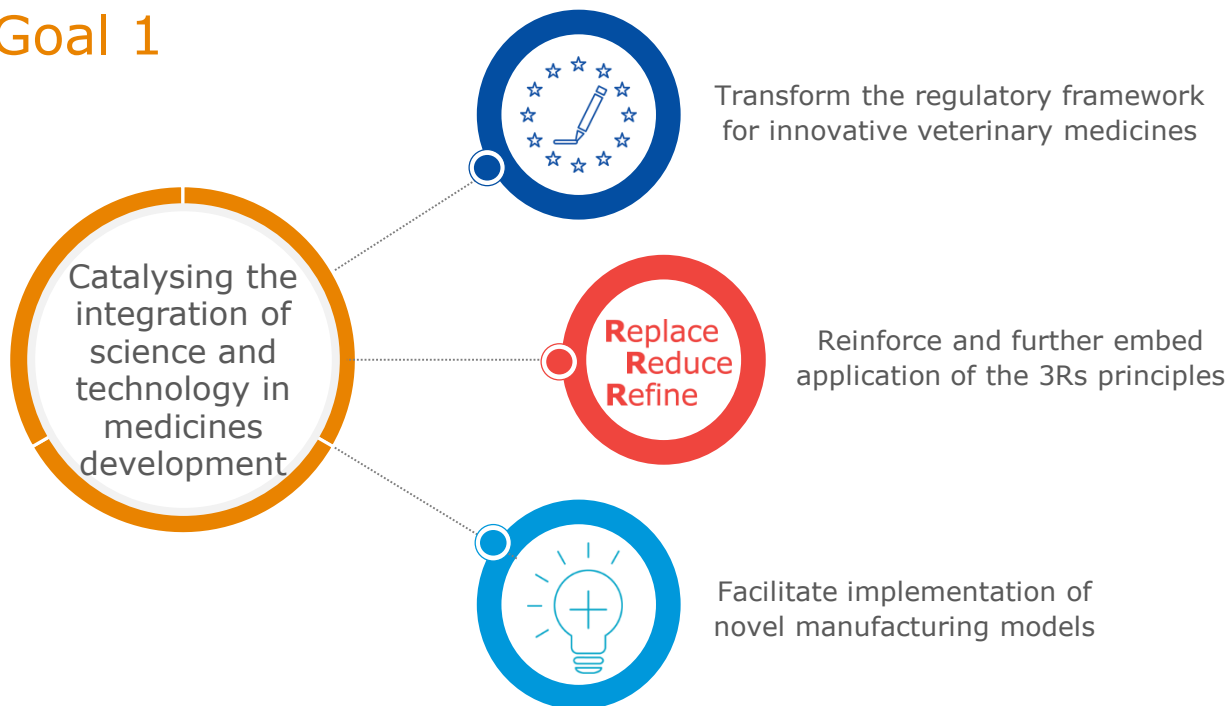 Goal 1
Transform the regulatory framework
for innovative veterinary medicines
Catalysing the
integration of
science and
technology in
medicines
development
Replace
Reduce
Refine
Reinforce and further embed
application of the 3Rs principles
Facilitate implementation of
novel manufacturing models